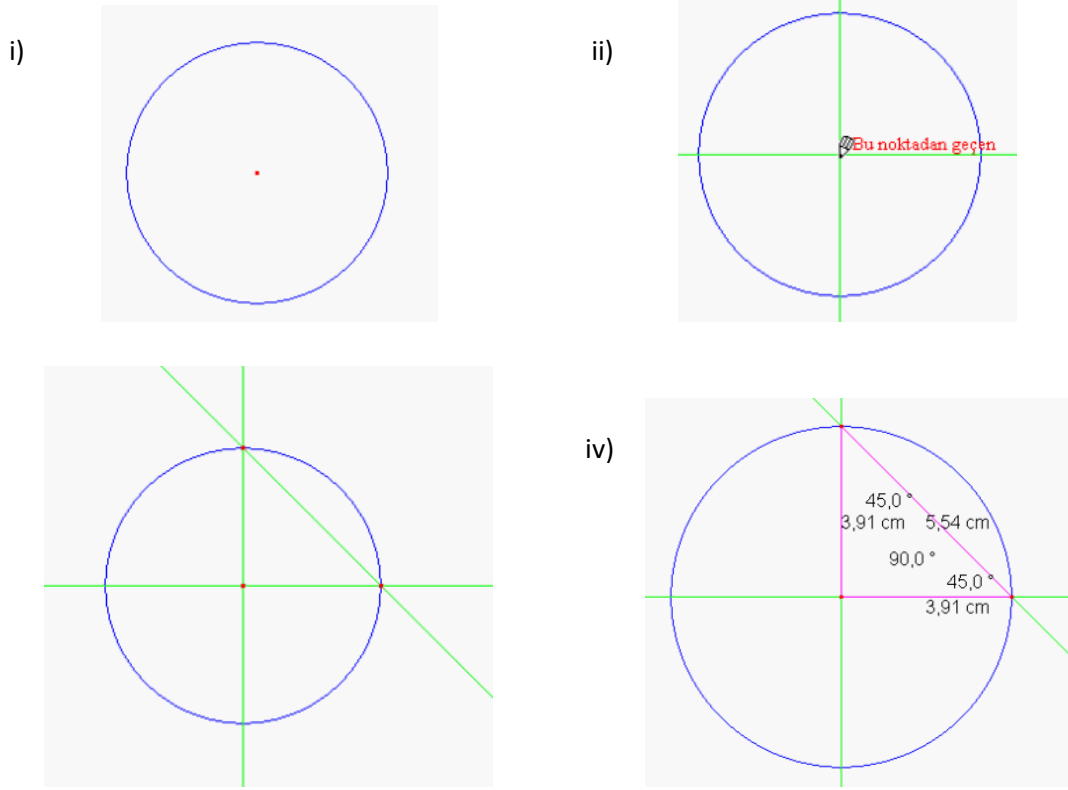 i)
ii)
Bu noktadan geçen
iv)
45,0 °
3,91 cm
5,54 cm
90,0 °
45,0 °
3,91 cm